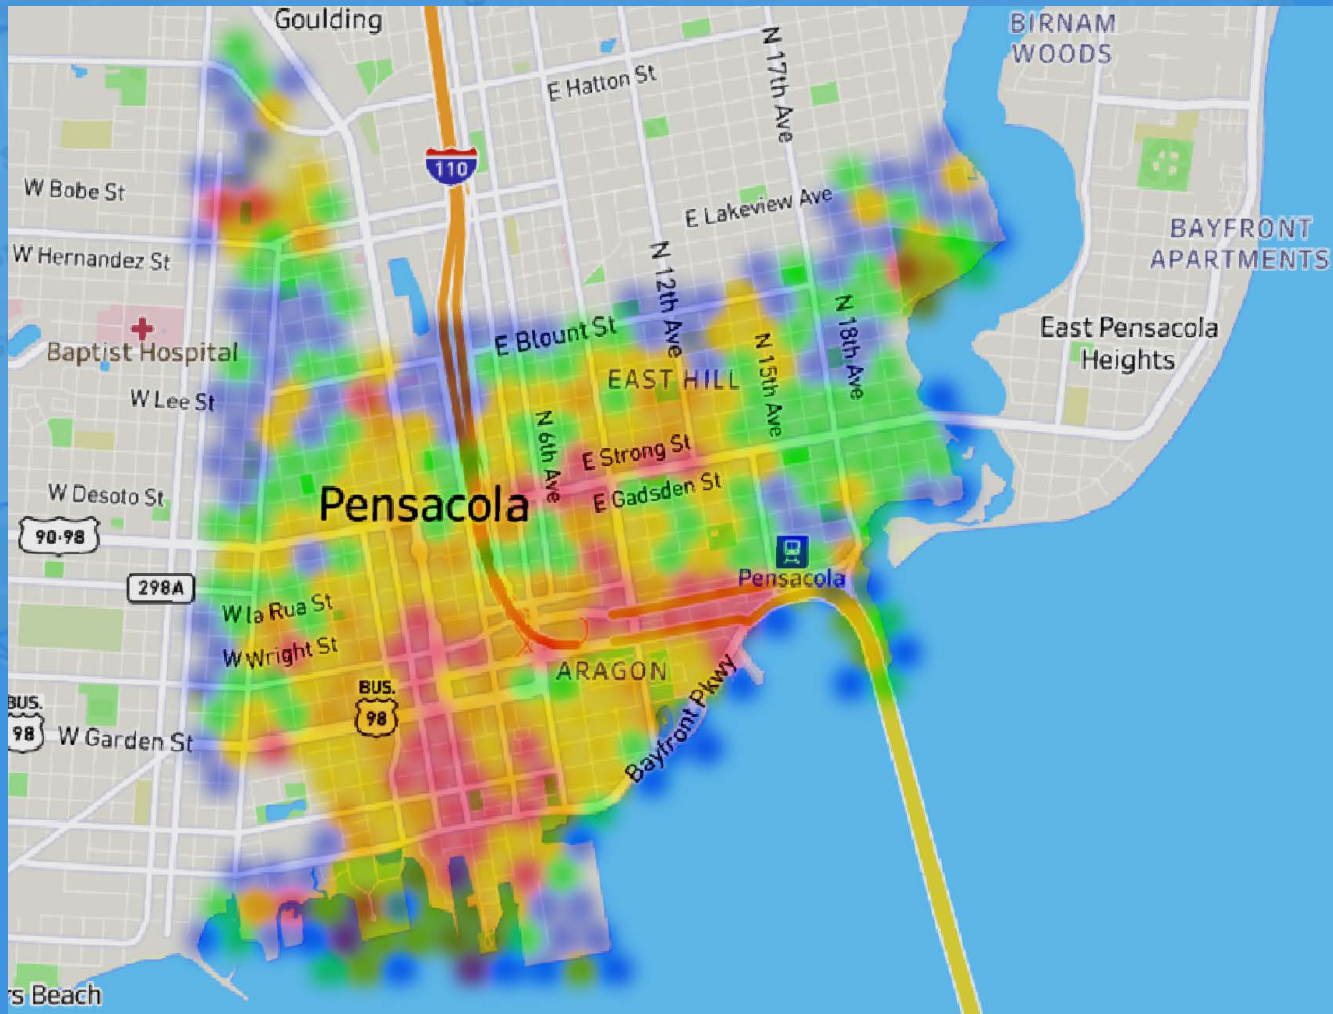 Goulding
BIRNAM
WOODS
N 17th Ave
E Hatton St
110
W Bobe St
E Lakeview Ave
BAYFRONT
APARTMENTS
W Hernandez St
N 12th Ave
N 18th Ave
E Blount St
East Pensacola
Heights
Baptist Hospital
N 15th Ave
EAST HILL
W Lee St
N 6th Ave
E Strong St
E Gadsden St
W Desoto St
Pensacola
90-98
298A
Pensacola
W la Rua St
W Wright St
ARAGON
BUS.
98
BUS.
98
Bayfront Pkwy
W Garden St
rs Beach